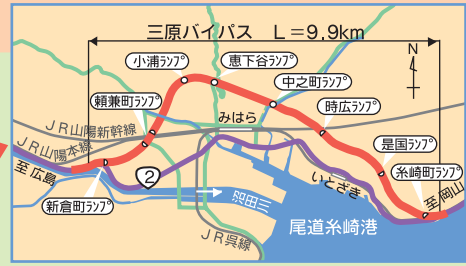 三原バイパス L=9,9km
N
小浦ﾗﾝﾌﾟ
恵下谷ﾗﾝﾌﾟ
中之町ﾗﾝﾌﾟ
頼兼町ﾗﾝﾌﾟ
時広ﾗﾝﾌﾟ
みはら
JR山陽新幹線
JR山陽本線
是国ﾗﾝﾌﾟ
糸崎町ﾗﾝﾌﾟ
至広島
2
いとざき
至岡山
新倉町ﾗﾝﾌﾟ
沼田川
尾道糸崎港
JR呉線